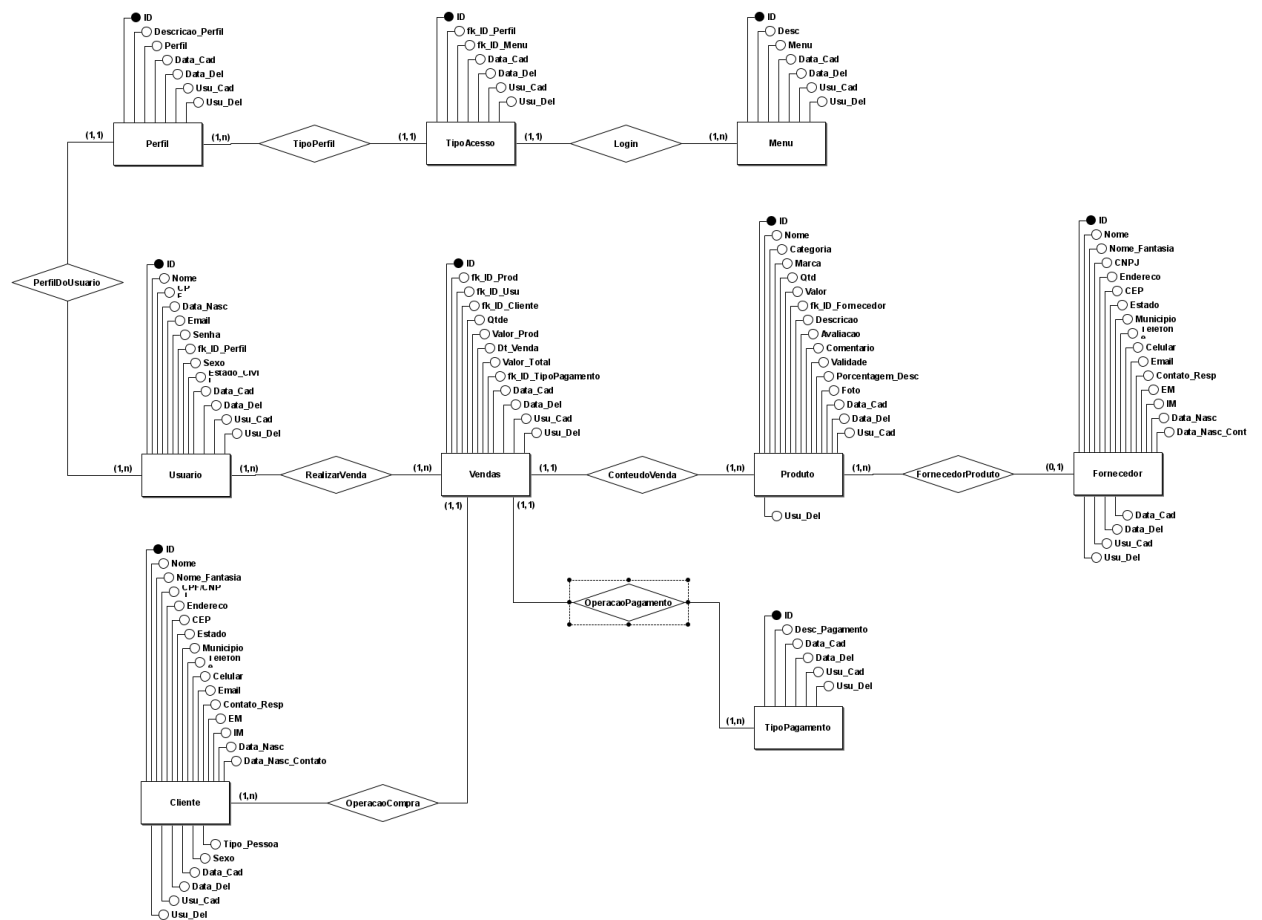 ID
Descricao_Perfil
Perfil
Data_Cad
Data_Del
Usu_Cad
Usu_Del
(1,1)
Perfil
(1,n)
TipoPerfil
ID
fk_ID_Perfil
fk_ID_Menu
Data_Cad
Data_Del
Usu_Cad
Usu_Del
(1,1)
TipoAcesso
(1,1)
Login
ID
Desc
Menu
Data_Cad
Data_Del
Usu_Cad
Usu_Del
(1,n)
Menu
PerfilDoUsuario
ID
Nome
CP
Data_Nasc
Email
Senha
fk_ID_Perfil
Sexo
Estado_Civi
Data_Cad
Data_Del
Usu_Cad
Usu_Del
(1,n)
Usuario
(1,n)
RealizarVenda
ID
fk_ID_Prod
fk_ID_Usu
fk_ID_Cliente
Qtde
Valor_Prod
Dt_Venda
Valor_Total
fk_ID_TipoPagamento
Data_Cad
Data_Del
Usu_Cad
Usu_Del
(1,n)
Vendas
(1,1)
(1,1)
(1,1)
ConteudoVenda
ID
Nome
Categoria
Marca
Qtd
Valor
fk_ID_Fornecedor
Descricao
Avaliacao
Comentario
Validade
Porcentagem_Desc
Foto
Data_Cad
Data_Del
Usu_Cad
(1,n)
Produto
(1,n)
Usu_Del
FornecedorProduto
ID
Nome
Nome_Fantasia
CNPJ
Endereco
CEP
Estado
Municipio
Telefon
e
Celular
Email
Contato_Resp
EM
IM
Data_Nasc
Data_Nasc_Cont
(0,1)
Fornecedor
Data_Cad
Data_Del
Usu_Cad
Usu_Del
ID
Nome
Nome_Fantasia
CPF/CNP
Endereco
CEP
Estado
Municipio
Telefon
e
Celular
Email
Contato_Resp
EM
IM
Data_Nasc
Data_Nasc_Contato
Cliente
(1,n)
OperacaoCompra
Tipo_Pessoa
Sexo
Data_Cad
Data_Del
Usu_Cad
Usu_Del
OperacaoPagamento
ID
Desc_Pagamento
Data_Cad
Data_Del
Usu_Cad
Usu_Del
(1,n)
TipoPagamento